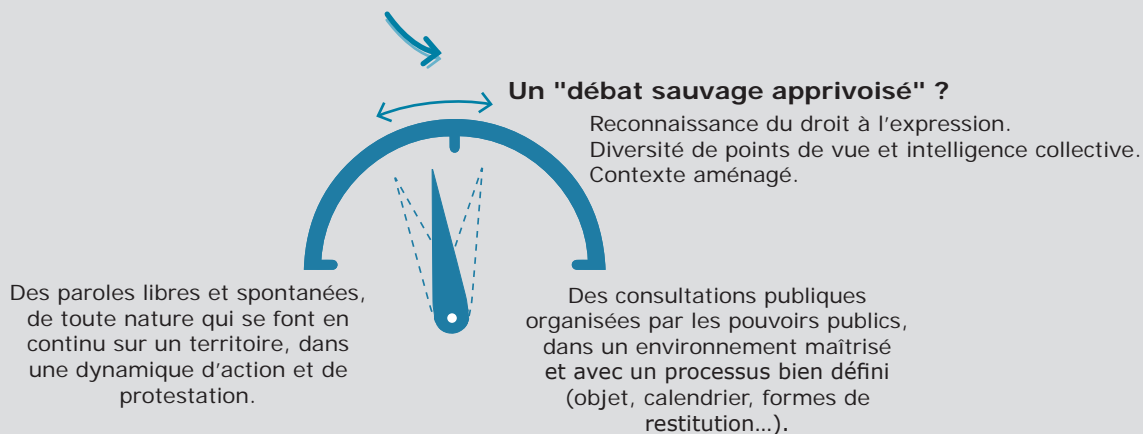 Un "débat sauvage apprivoisé" ?
Reconnaissance du droit à l'expression.
Diversité de points de vue et intelligence collective.
Contexte aménagé.
Des paroles libres et spontanées,
de toute nature qui se font en
continu sur un territoire, dans
une dynamique d'action et de
protestation.
Des consultations publiques
organisées par les pouvoirs publics,
dans un environnement maîtrisé
et avec un processus bien défini
(objet, calendrier, formes de
restitution...).